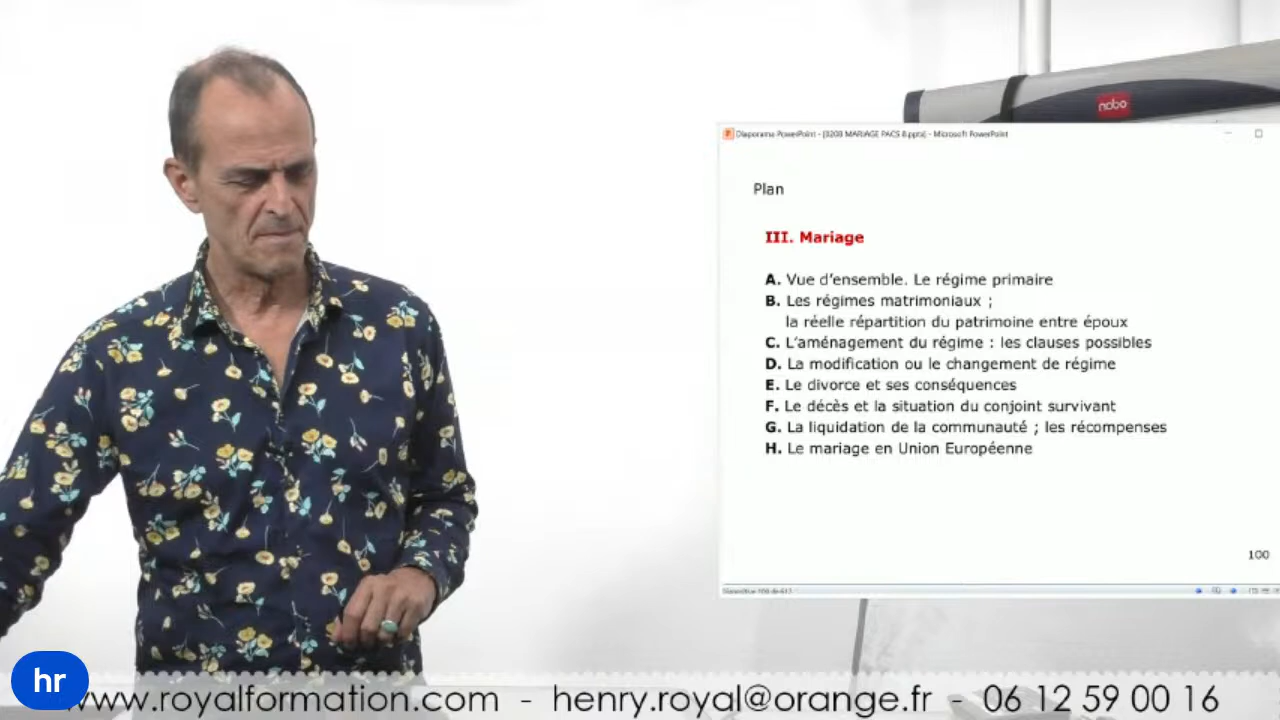 nobo
Diaporama PowerPoint - [0208 MARIAGE PACS 8.pptx] - Microsoft PowerPoint
Plan
III. Mariage
A. Vue d'ensemble. Le régime primaire
B. Les régimes matrimoniaux ;
la réelle répartition du patrimoine entre époux
C. L'aménagement du régime : les clauses possibles
D. La modification ou le changement de régime
E. Le divorce et ses conséquences
F. Le décès et la situation du conjoint survivant
G. La liquidation de la communauté ; les récompenses
H. Le mariage en Union Européenne
100
hr
www.royalformation.com - henry.royal@orange.fr - 06 12 59 00 16